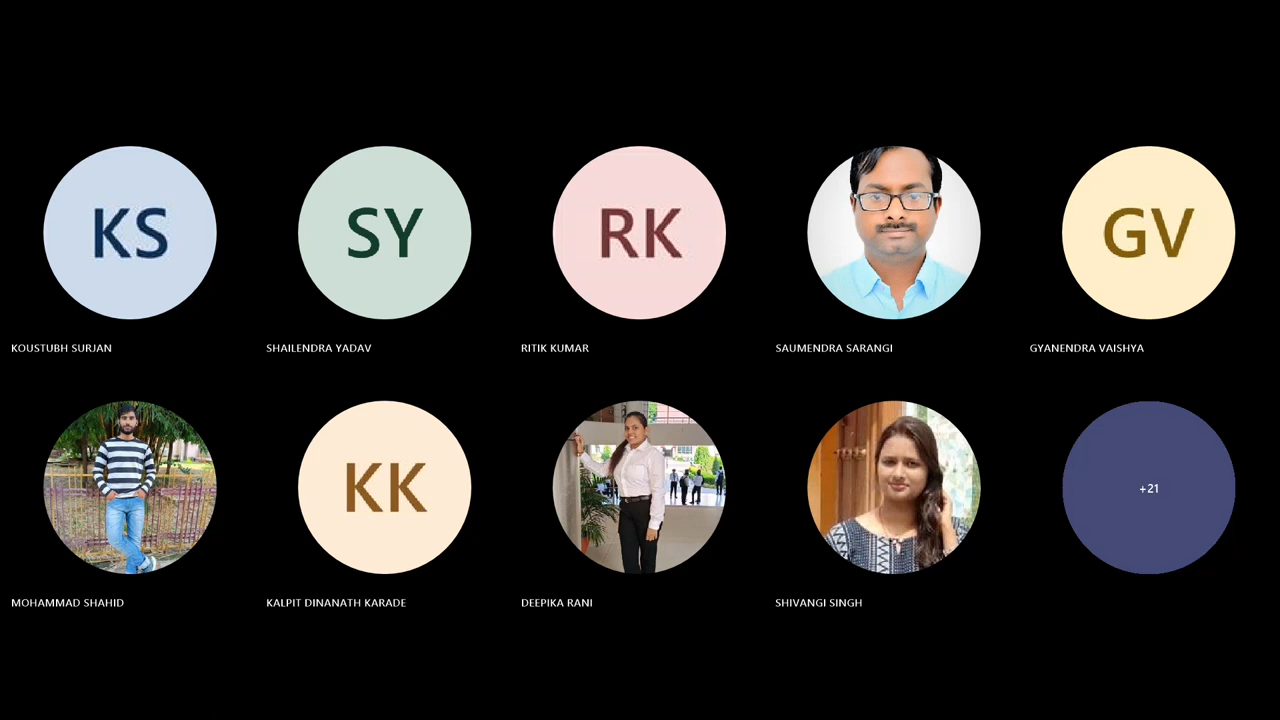 KS
SY
RK
GV
KOUSTUBH SURJAN
SHAILENDRA YADAV
RITIK KUMAR
SAUMENDRA SARANGI
GYANENDRA VAISHYA
KK
+21
MOHAMMAD SHAHID
KALPIT DINANATH KARADE
DEEPIKA RANI
SHIVANGI SINGH